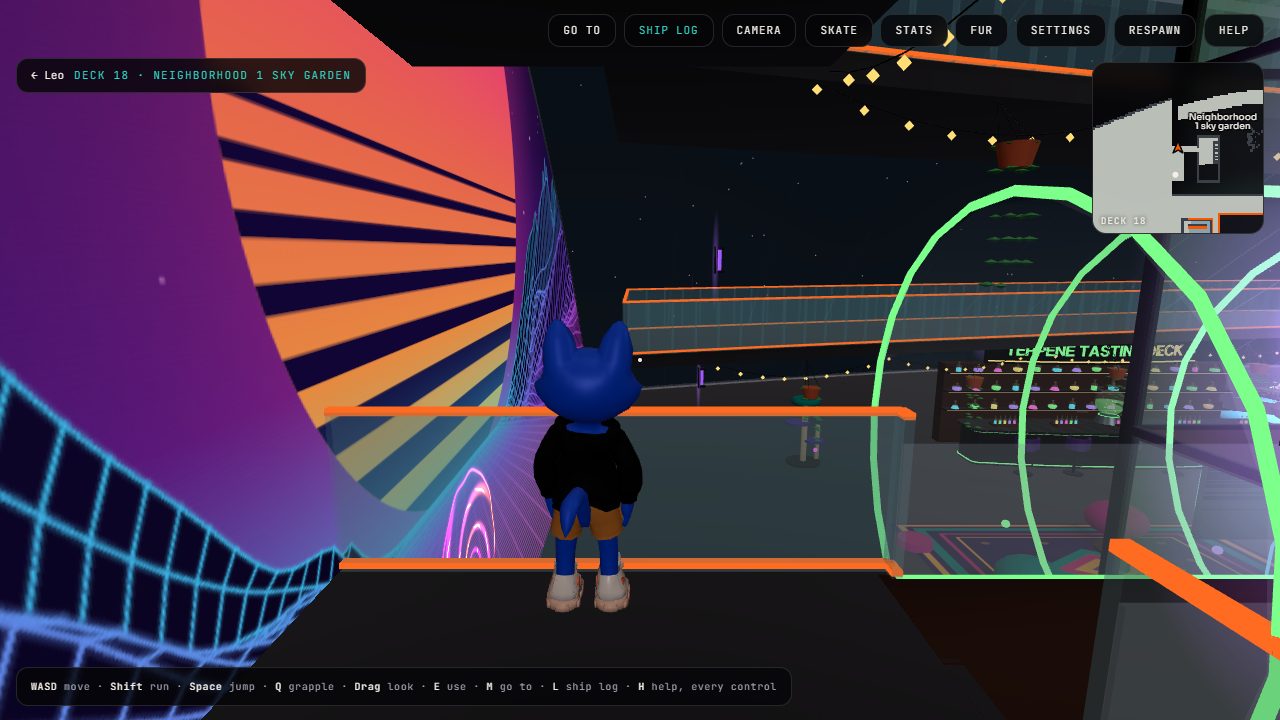 GO TO
SHIP LOG
CAMERA
SKATE
STATS
FUR
SETTINGS
RESPAWN
HELP
← Leo DECK 18 · NEIGHBORHOOD 1 SKY GARDEN
Neighborhood
1 sky garden
DECK 18
TERPENE TASTING DECK
WASD move · Shift run · Space jump · Q grapple · Drag look · E use · M go to · L ship log · H help, every control